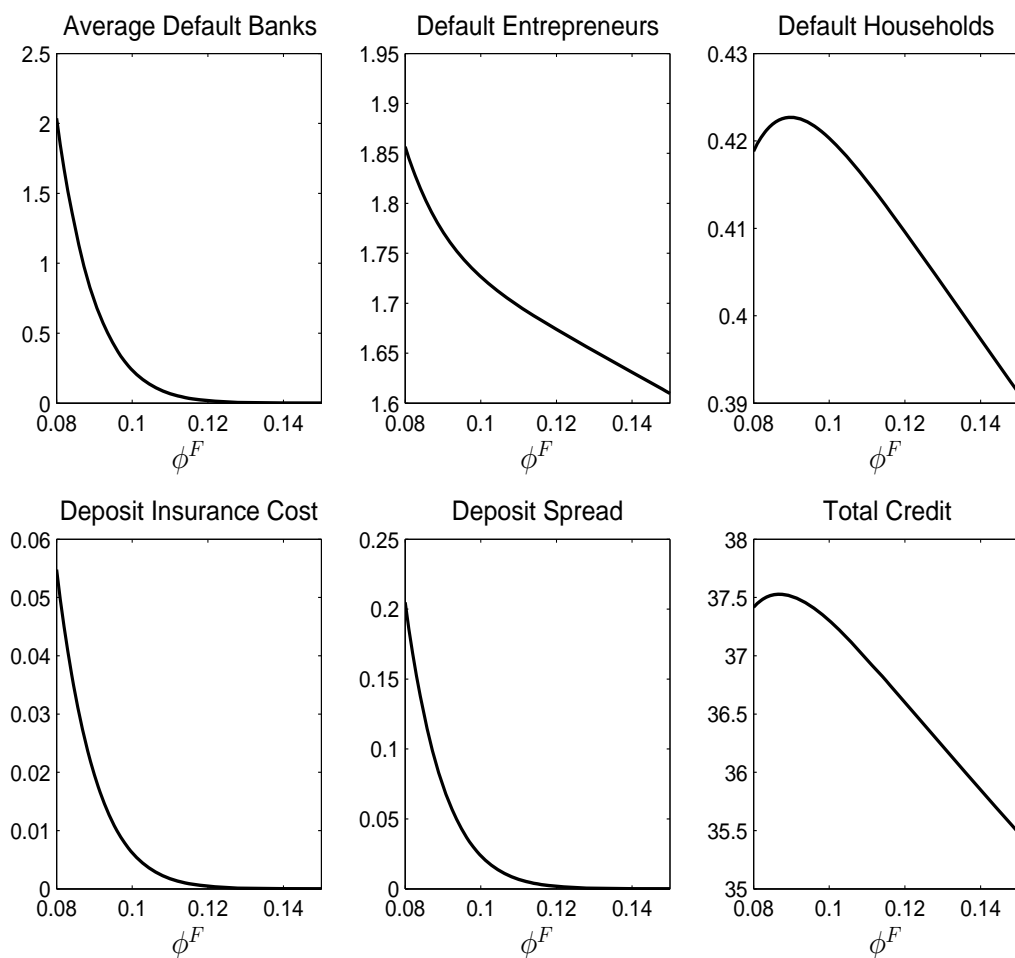 Average Default Banks
2.5
2
1.5
1
0.5
0
0.08 0.1 0.12 0.14
ϕ^F
Default Entrepreneurs
1.95
1.9
1.85
1.8
1.75
1.7
1.65
1.6
0.08 0.1 0.12 0.14
ϕ^F
Default Households
0.43
0.42
0.41
0.4
0.39
0.08 0.1 0.12 0.14
ϕ^F
Deposit Insurance Cost
0.06
0.05
0.04
0.03
0.02
0.01
0
0.08 0.1 0.12 0.14
ϕ^F
Deposit Spread
0.25
0.2
0.15
0.1
0.05
0
0.08 0.1 0.12 0.14
ϕ^F
Total Credit
38
37.5
37
36.5
36
35.5
35
0.08 0.1 0.12 0.14
ϕ^F